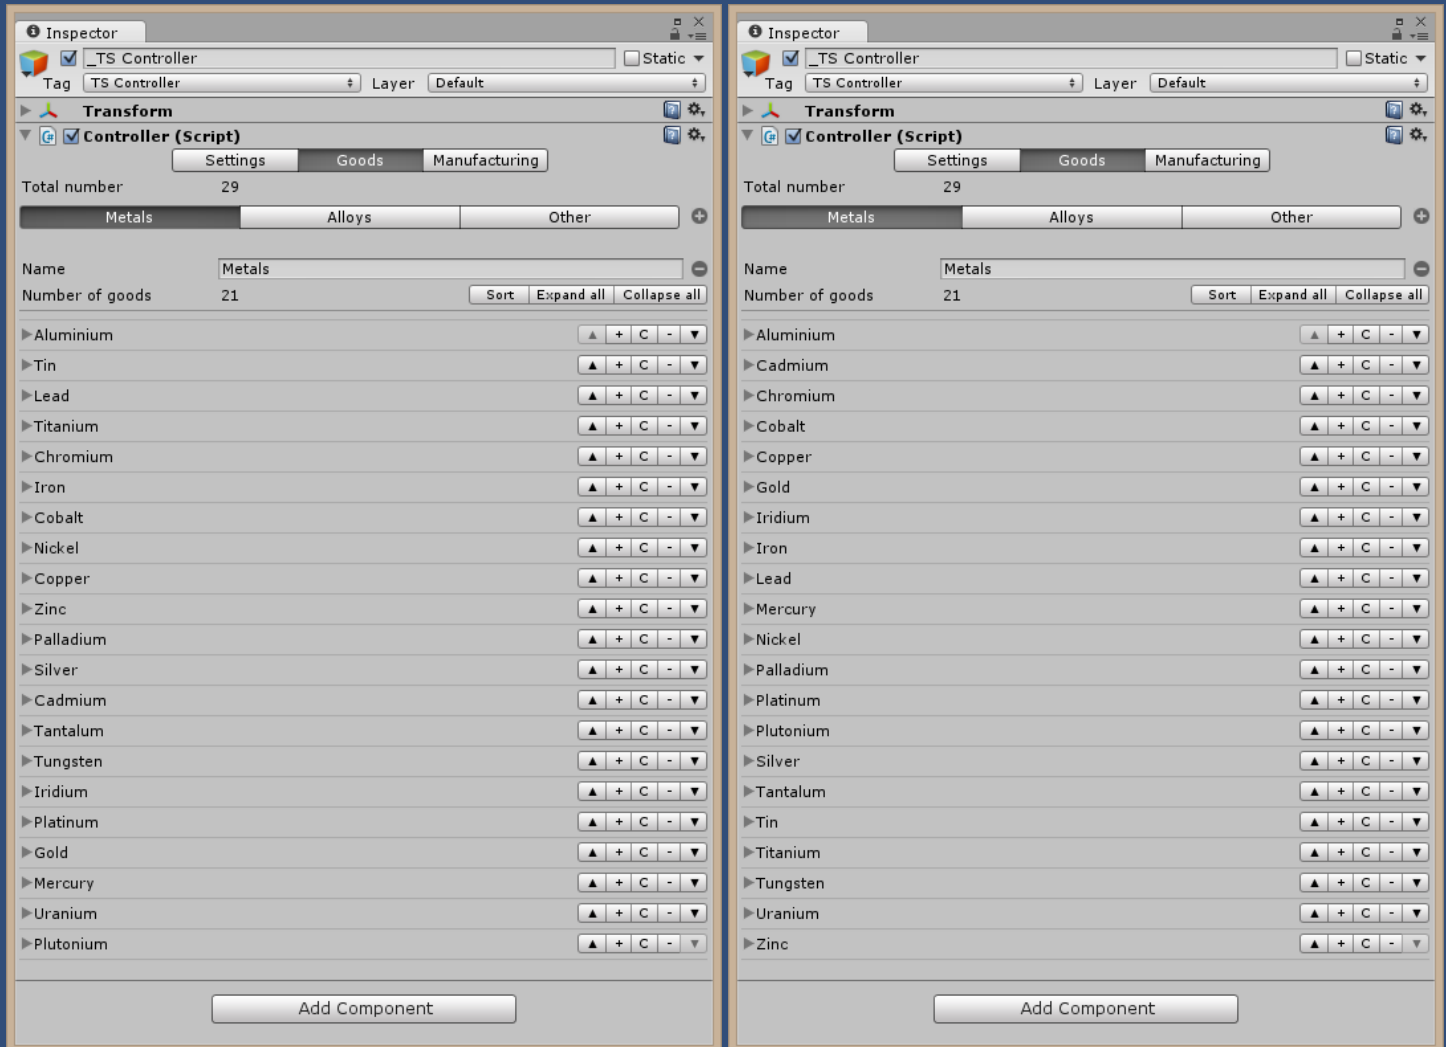 Inspector
_TS Controller Static
Tag TS Controller Layer Default
Transform
Controller (Script)
Settings Goods Manufacturing
Total number 29
Metals Alloys Other
Name Metals
Number of goods 21 Sort Expand all Collapse all
Aluminium + C -
Tin + C -
Lead + C -
Titanium + C -
Chromium + C -
Iron + C -
Cobalt + C -
Nickel + C -
Copper + C -
Zinc + C -
Palladium + C -
Silver + C -
Cadmium + C -
Tantalum + C -
Tungsten + C -
Iridium + C -
Platinum + C -
Gold + C -
Mercury + C -
Uranium + C -
Plutonium + C -
Add Component
Inspector
_TS Controller Static
Tag TS Controller Layer Default
Transform
Controller (Script)
Settings Goods Manufacturing
Total number 29
Metals Alloys Other
Name Metals
Number of goods 21 Sort Expand all Collapse all
Aluminium + C -
Cadmium + C -
Chromium + C -
Cobalt + C -
Copper + C -
Gold + C -
Iridium + C -
Iron + C -
Lead + C -
Mercury + C -
Nickel + C -
Palladium + C -
Platinum + C -
Plutonium + C -
Silver + C -
Tantalum + C -
Tin + C -
Titanium + C -
Tungsten + C -
Uranium + C -
Zinc + C -
Add Component